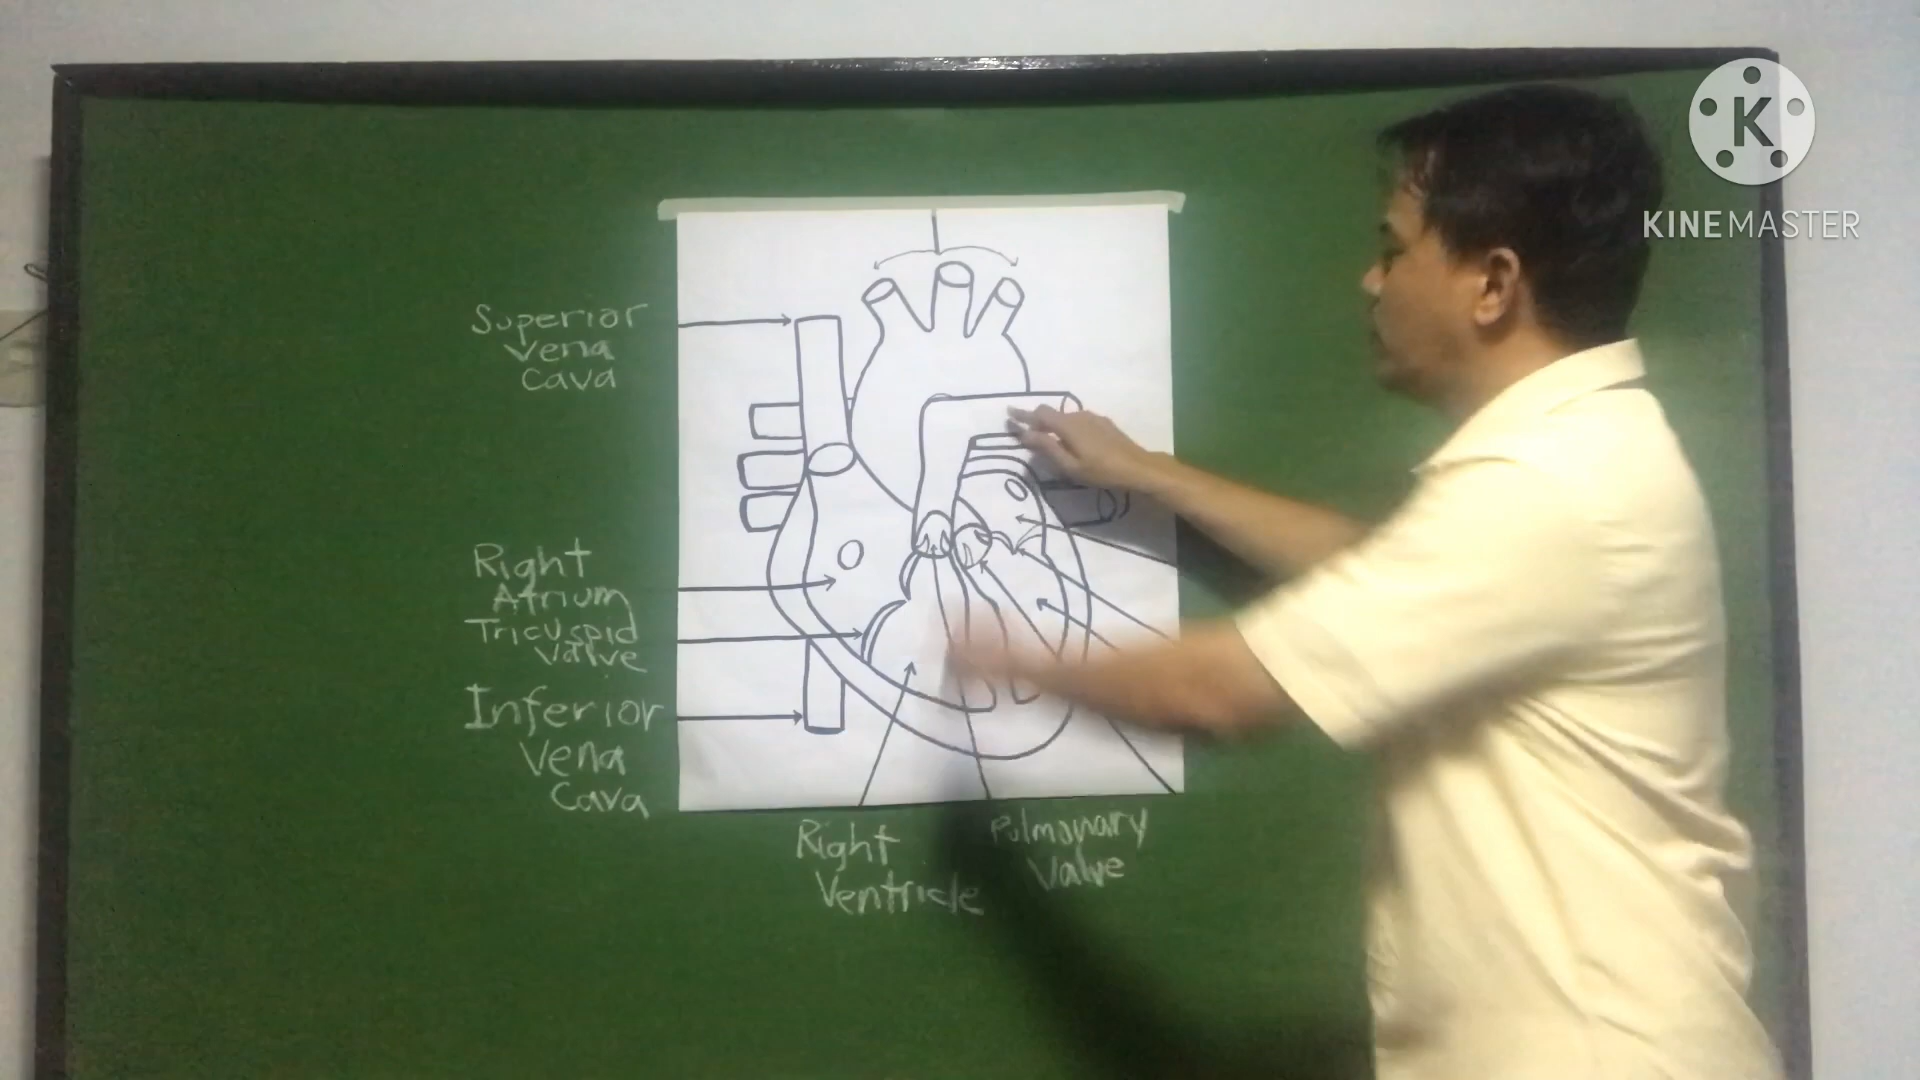 Superior
Vena
Cava
Right
Atrium
Tricuspid
Valve
Inferior
Vena
Cava
Right
Ventricle
Pulmonary
Valve
K
KINEMASTER